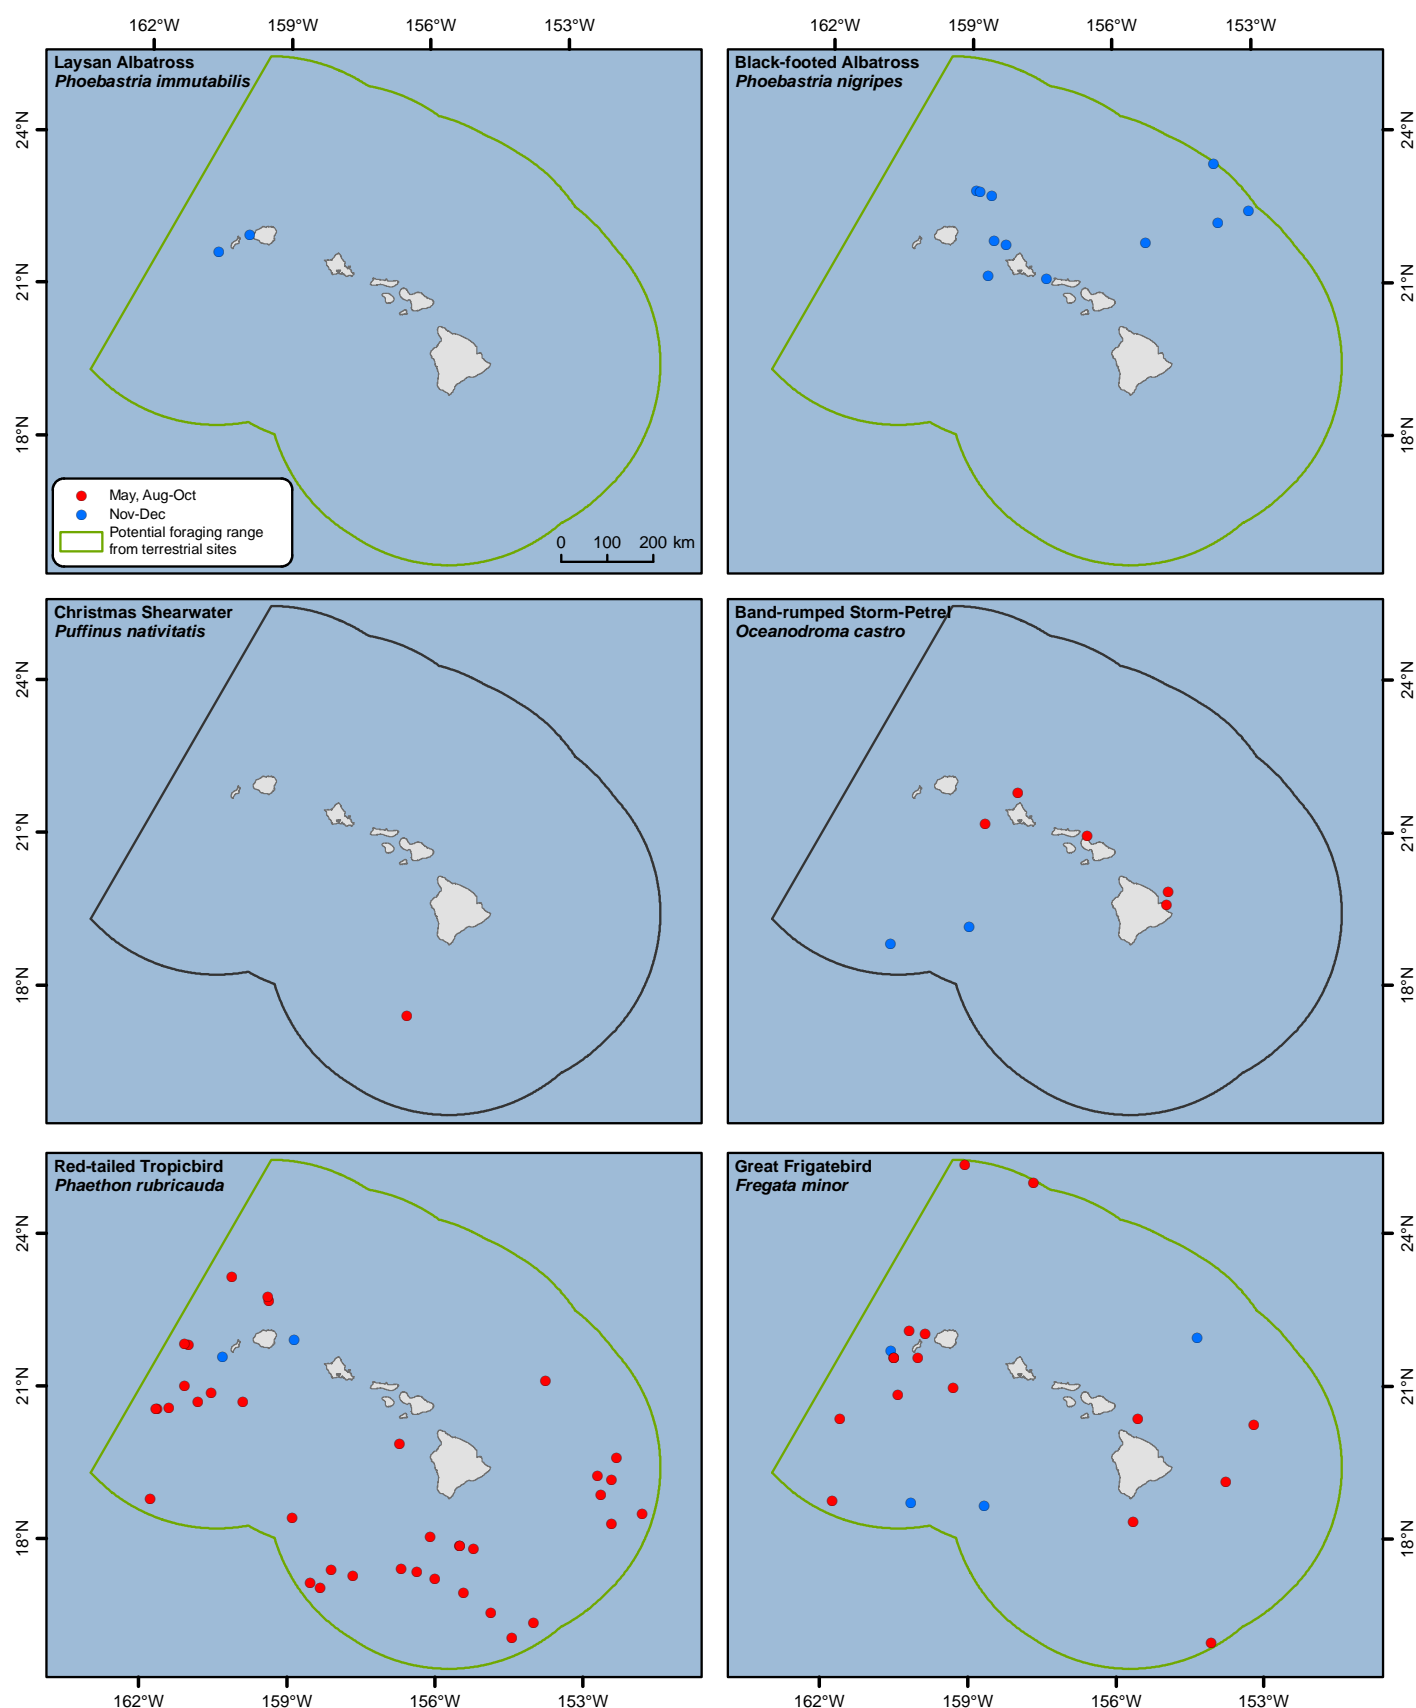 162°W 159°W 156°W 153°W 162°W 159°W 156°W 153°W
Laysan Albatross
Phoebastria immutabilis
24°N
21°N
18°N
May, Aug-Oct
Nov-Dec
Potential foraging range
from terrestrial sites
0 100 200 km
Black-footed Albatross
Phoebastria nigripes
24°N
21°N
18°N
Christmas Shearwater
Puffinus nativitatis
24°N
21°N
18°N
Band-rumped Storm-Petrel
Oceanodroma castro
24°N
21°N
18°N
Red-tailed Tropicbird
Phaethon rubricauda
24°N
21°N
18°N
Great Frigatebird
Fregata minor
24°N
21°N
18°N
162°W 159°W 156°W 153°W 162°W 159°W 156°W 153°W